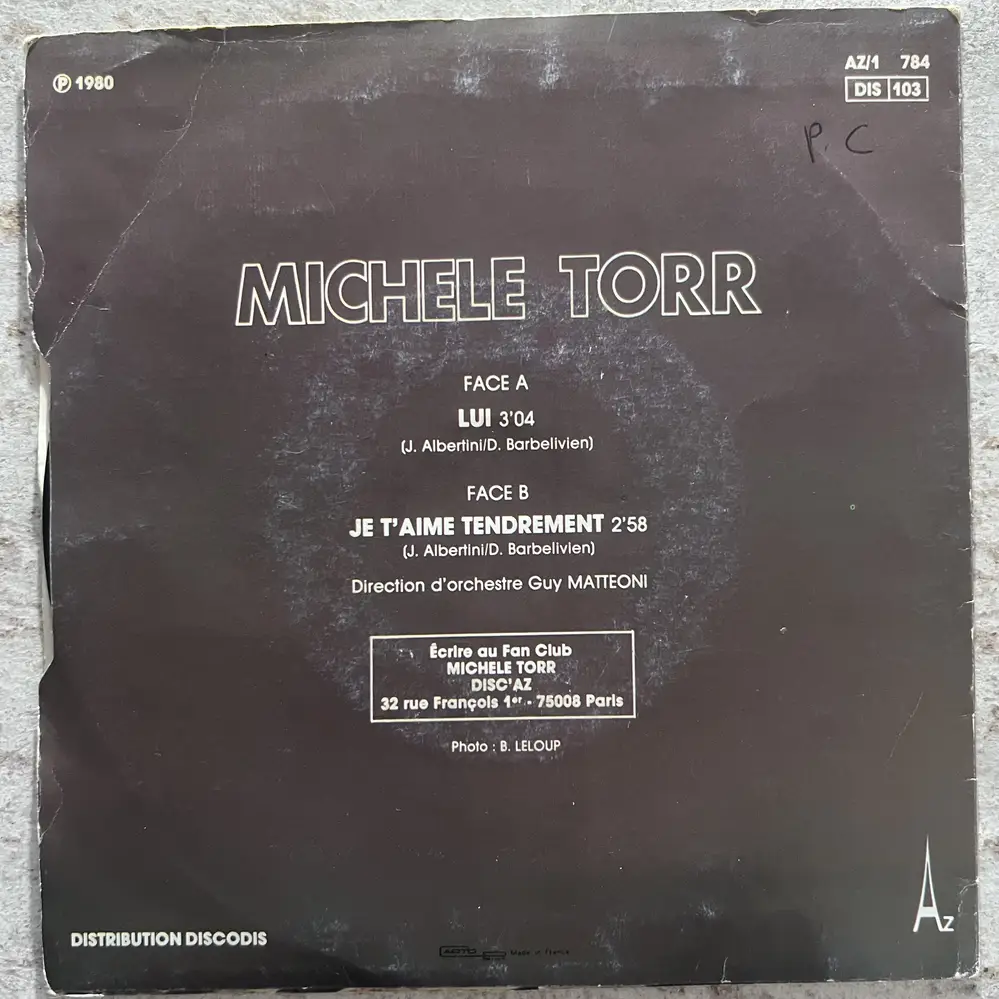 ℗ 1980
AZ/1 784
DIS 103
P. C
MICHELE TORR
FACE A
LUI 3'04
(J. Albertini/D. Barbelivien)
FACE B
JE T'AIME TENDREMENT 2'58
(J. Albertini/D. Barbelivien)
Direction d'orchestre Guy MATTEONI
Écrire au Fan Club
MICHELE TORR
DISC'AZ
32 rue François 1er - 75008 Paris
Photo : B. LELOUP
AZ
DISTRIBUTION DISCODIS
Made in France